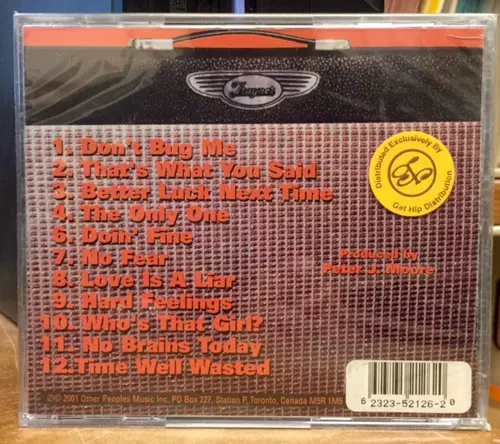 Traynor
1. Don't Bug Me
2. That's What You Said
3. Better Luck Next Time
4. The Only One
6. Doin' Fine
7. No Fear
8. Love Is A Liar
9. Hard Feelings
10. Who's That Girl?
11. No Brains Today
12. Time Well Wasted
Distributed Exclusively By
Get Hip Distribution
Produced by
Peter J. Moore
©© 2001 Other Peoples Music Inc. PO Box 227, Station P, Toronto, Canada M5R 1M6
6 23323-52126-2 0